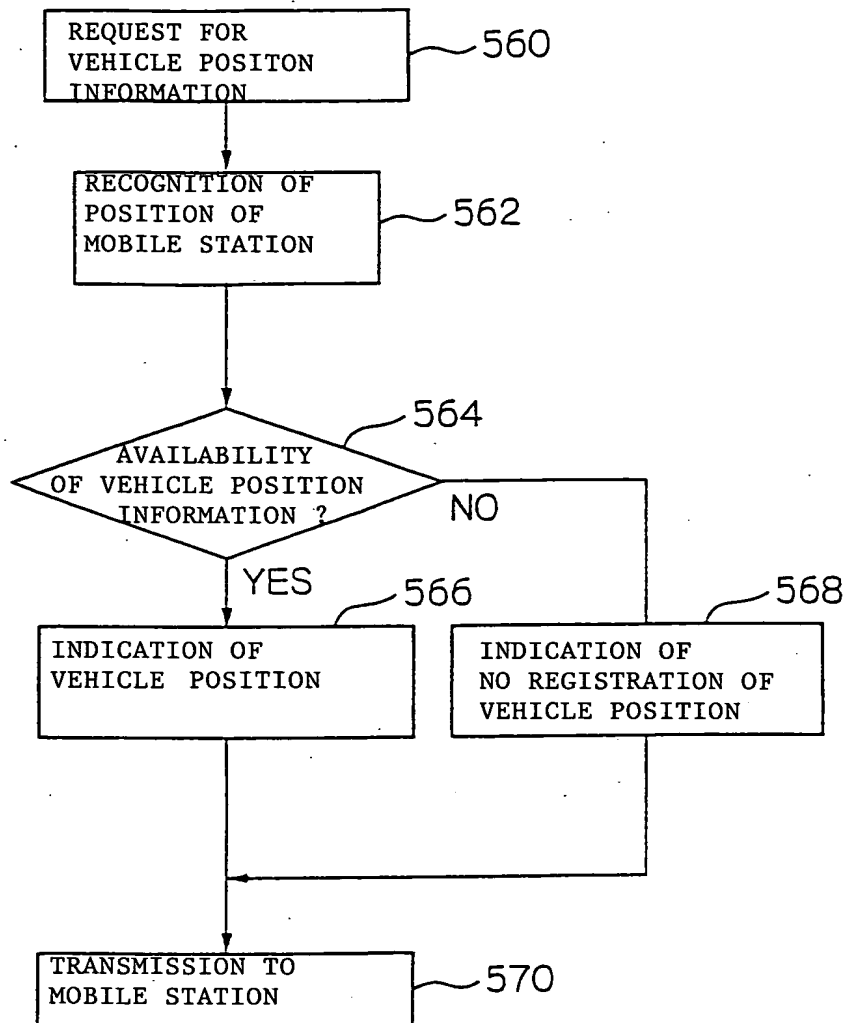 REQUEST FOR
VEHICLE POSITON
INFORMATION
560
RECOGNITION OF
POSITION OF
MOBILE STATION
562
564
AVAILABILITY
OF VEHICLE POSITION
INFORMATION ?
NO
YES
566
568
INDICATION OF
VEHICLE POSITION
INDICATION OF
NO REGISTRATION OF
VEHICLE POSITION
TRANSMISSION TO
MOBILE STATION
570